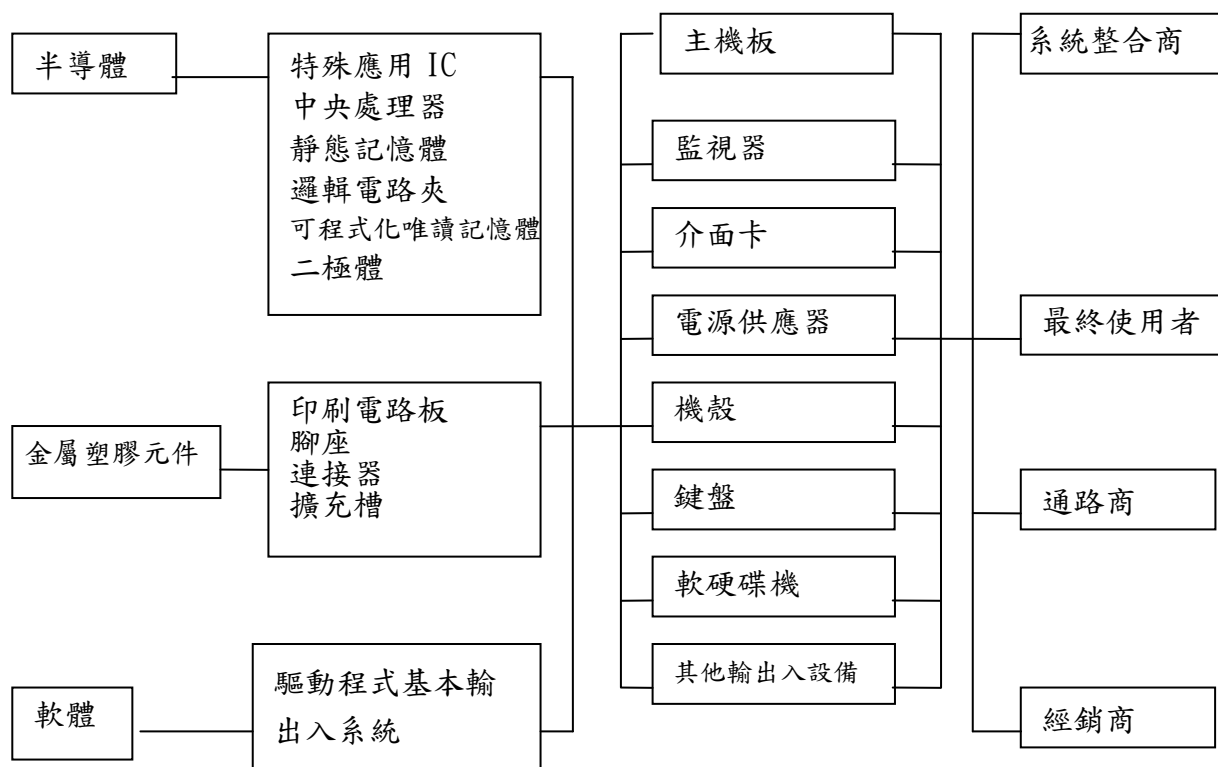 半導體
特殊應用 IC
中央處理器
靜態記憶體
邏輯電路夾
可程式化唯讀記憶體
二極體
金屬塑膠元件
印刷電路板
腳座
連接器
擴充槽
軟體
驅動程式基本輸
出入系統
主機板
監視器
介面卡
電源供應器
機殼
鍵盤
軟硬碟機
其他輸出入設備
系統整合商
最終使用者
通路商
經銷商